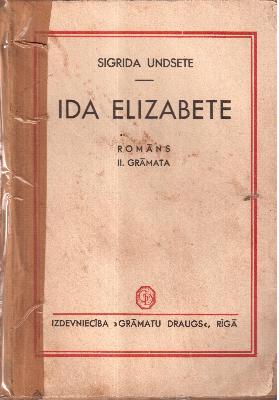 SIGRIDA UNDSETE
IDA ELIZABETE
ROMĀNS
II. GRĀMATA
IZDEVNIECĪBA »GRĀMATU DRAUGS«, RĪGĀ